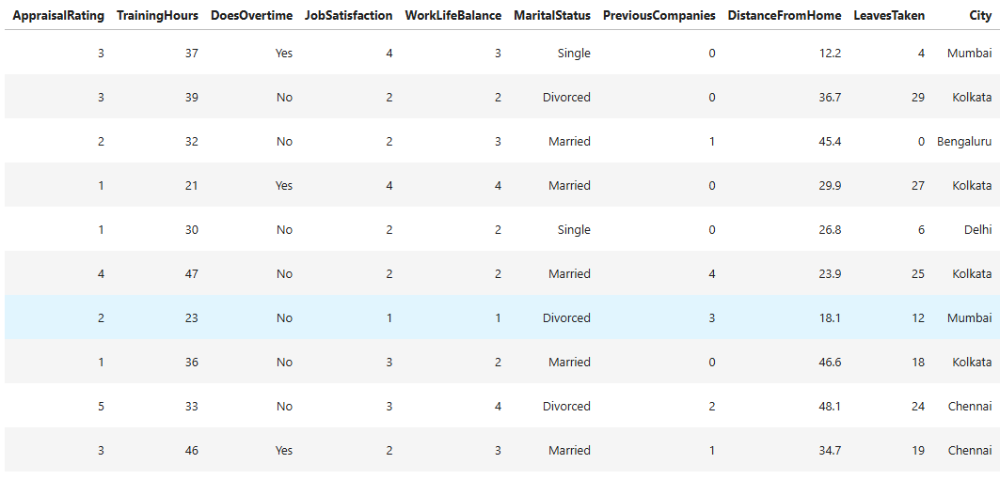 AppraisalRating TrainingHours DoesOvertime JobSatisfaction WorkLifeBalance MaritalStatus PreviousCompanies DistanceFromHome LeavesTaken City
3 37 Yes 4 3 Single 0 12.2 4 Mumbai
3 39 No 2 2 Divorced 0 36.7 29 Kolkata
2 32 No 2 3 Married 1 45.4 0 Bengaluru
1 21 Yes 4 4 Married 0 29.9 27 Kolkata
1 30 No 2 2 Single 0 26.8 6 Delhi
4 47 No 2 2 Married 4 23.9 25 Kolkata
2 23 No 1 1 Divorced 3 18.1 12 Mumbai
1 36 No 3 2 Married 0 46.6 18 Kolkata
5 33 No 3 4 Divorced 2 48.1 24 Chennai
3 46 Yes 2 3 Married 1 34.7 19 Chennai